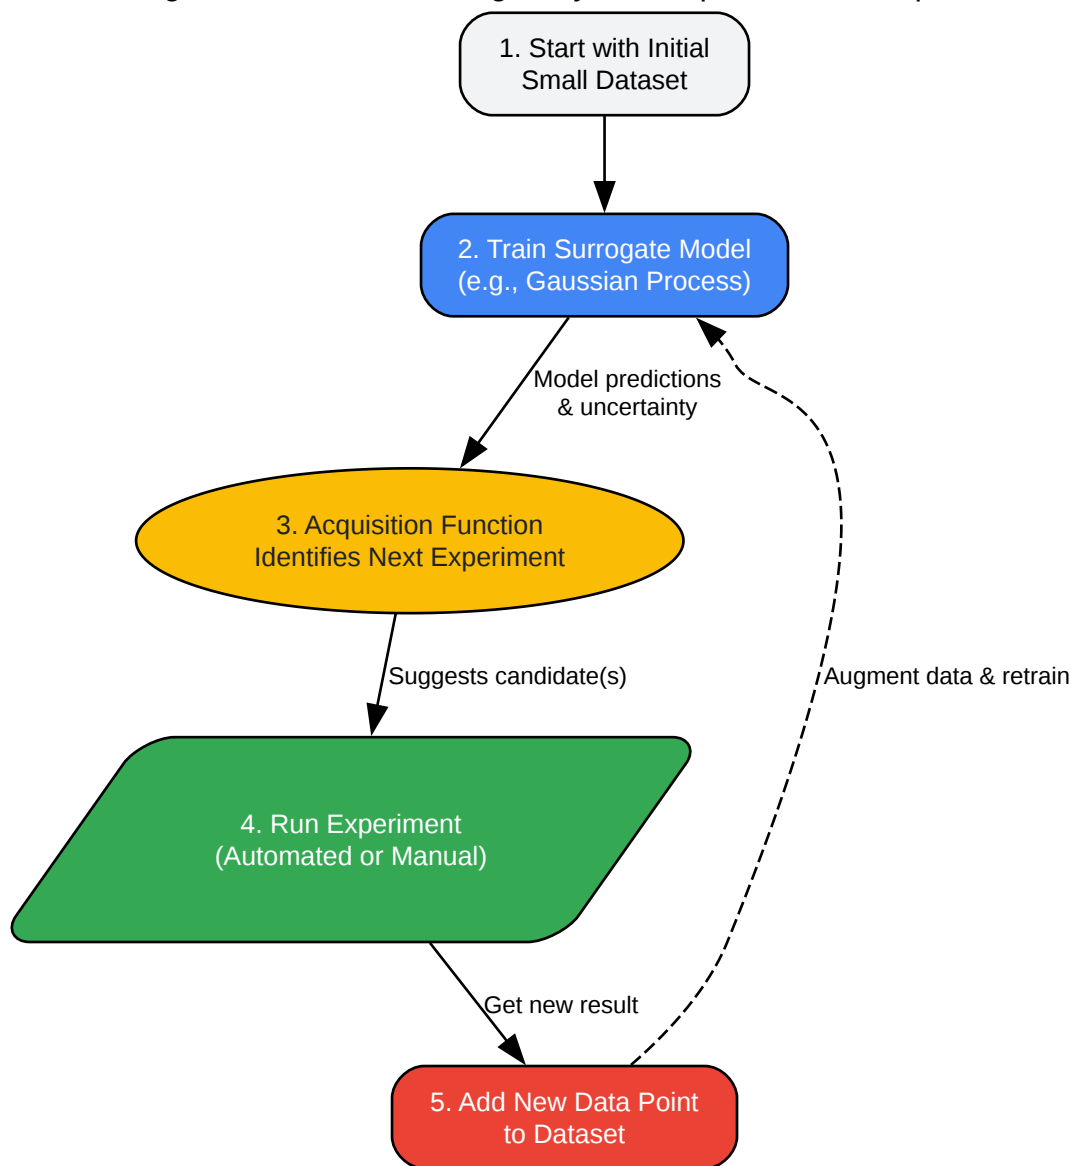 1. Start with Initial
Small Dataset
2. Train Surrogate Model
(e.g., Gaussian Process)
Model predictions
& uncertainty
3. Acquisition Function
Identifies Next Experiment
Suggests candidate(s)
Augment data & retrain
4. Run Experiment
(Automated or Manual)
Get new result
5. Add New Data Point
to Dataset